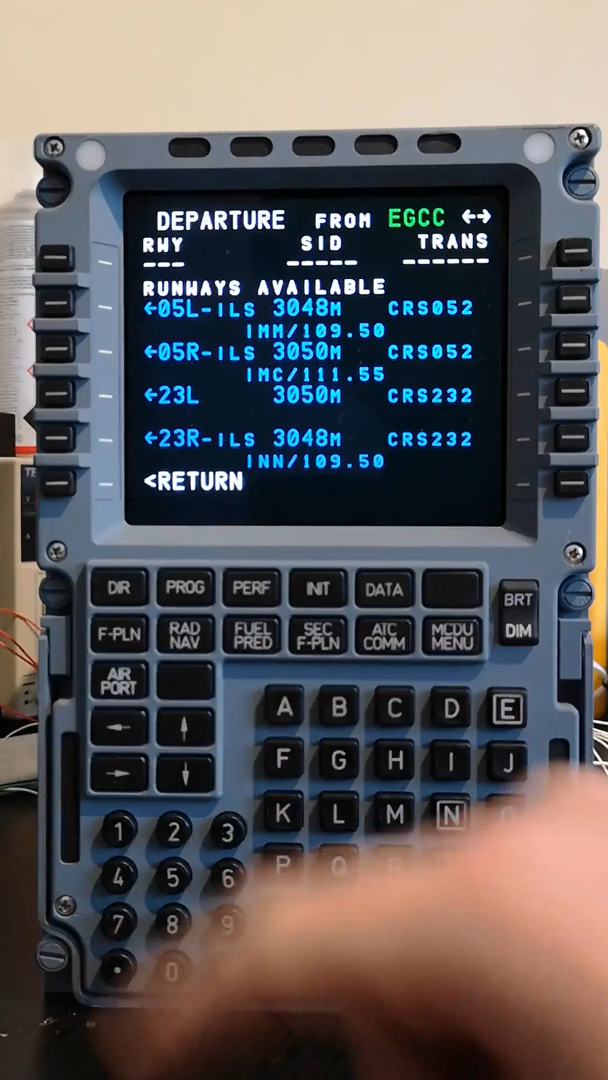 DEPARTURE FROM EGCC ←→
RWY SID TRANS
--- ----- ------
RUNWAYS AVAILABLE
←05L-ILS 3048M CRS052
IMM/109.50
←05R-ILS 3050M CRS052
IMC/111.55
←23L 3050M CRS232
←23R-ILS 3048M CRS232
INN/109.50
<RETURN
DIR PROG PERF INIT DATA
BRT
DIM
F-PLN RAD NAV FUEL PRED SEC F-PLN ATC COMM MCDU MENU
AIR PORT
← ↑
→ ↓
A B C D E
F G H I J
K L M N
1 2 3
P Q R
4 5 6
7 8 9
• 0